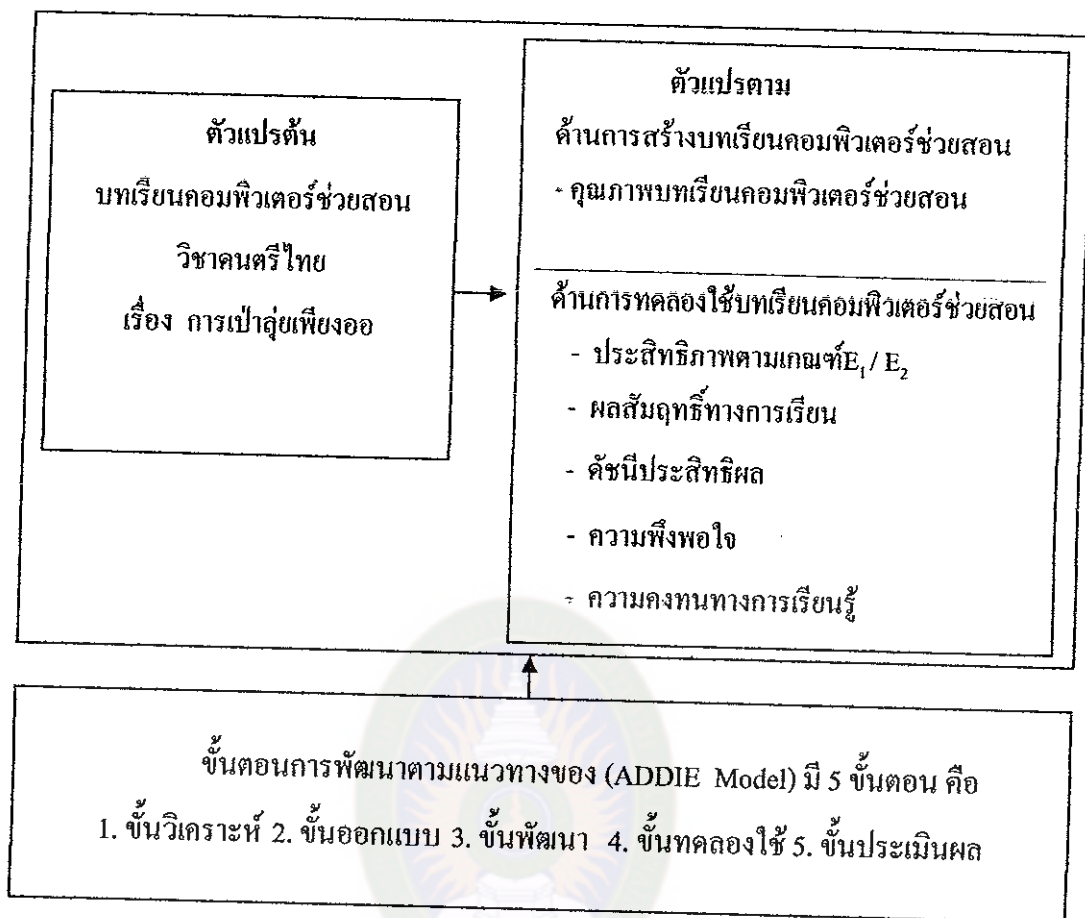 ตัวแปรต้น
บทเรียนคอมพิวเตอร์ช่วยสอน
วิชาดนตรีไทย
เรื่อง การเป่าลุ่ยเพียงออ
ตัวแปรตาม
ด้านการสร้างบทเรียนคอมพิวเตอร์ช่วยสอน
- คุณภาพบทเรียนคอมพิวเตอร์ช่วยสอน
ด้านการทดลองใช้บทเรียนคอมพิวเตอร์ช่วยสอน
- ประสิทธิภาพตามเกณฑ์E₁ / E₂
- ผลสัมฤทธิ์ทางการเรียน
- ดัชนีประสิทธิผล
- ความพึงพอใจ
- ความคงทนทางการเรียนรู้
ขั้นตอนการพัฒนาตามแนวทางของ (ADDIE Model) มี 5 ขั้นตอน คือ
1. ขั้นวิเคราะห์ 2. ขั้นออกแบบ 3. ขั้นพัฒนา 4. ขั้นทดลองใช้ 5. ขั้นประเมินผล